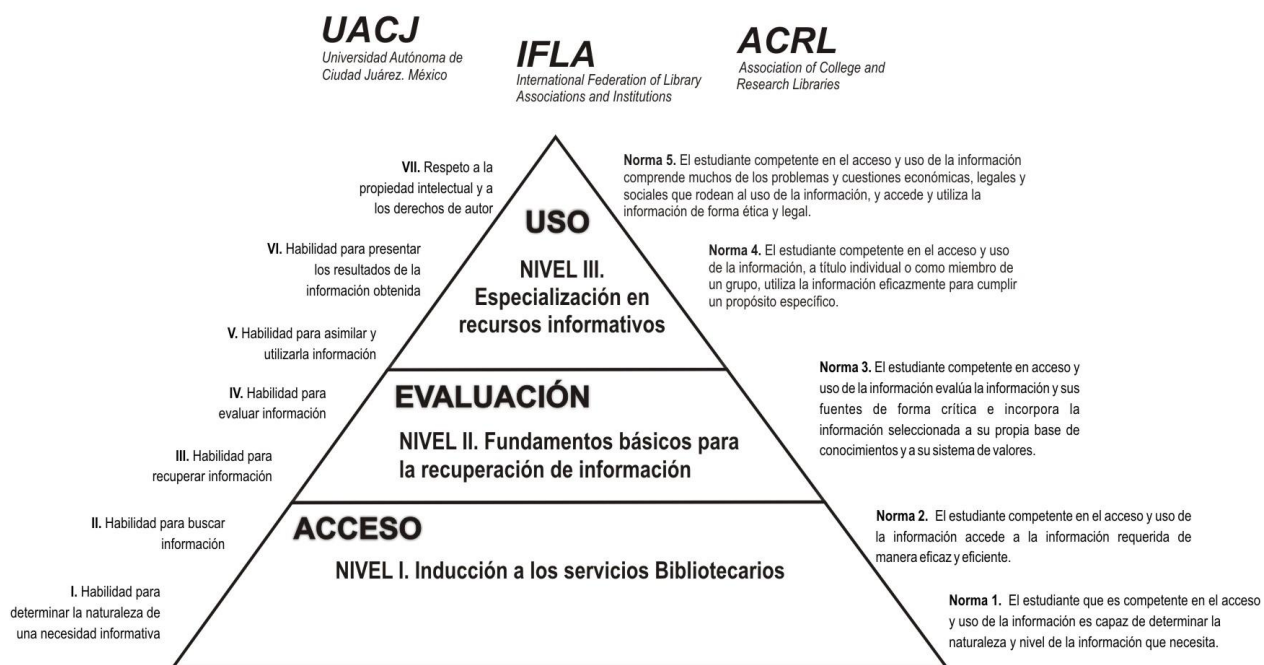 UACJ
Universidad Autónoma de
Ciudad Juárez. México
IFLA
International Federation of Library
Associations and Institutions
ACRL
Association of College and
Research Libraries
VII. Respeto a la
propiedad intelectual y a
los derechos de autor
VI. Habilidad para presentar
los resultados de la
información obtenida
V. Habilidad para asimilar y
utilizarla información
IV. Habilidad para
evaluar información
III. Habilidad para
recuperar información
II. Habilidad para buscar
información
I. Habilidad para
determinar la naturaleza de
una necesidad informativa
USO
NIVEL III.
Especialización en
recursos informativos
EVALUACIÓN
NIVEL II. Fundamentos básicos para
la recuperación de información
ACCESO
NIVEL I. Inducción a los servicios Bibliotecarios
Norma 5. El estudiante competente en el acceso y uso de la información
comprende muchos de los problemas y cuestiones económicas, legales y
sociales que rodean al uso de la información, y accede y utiliza la
información de forma ética y legal.
Norma 4. El estudiante competente en el acceso y uso
de la información, a título individual o como miembro de
un grupo, utiliza la información eficazmente para cumplir
un propósito específico.
Norma 3. El estudiante competente en acceso y
uso de la información evalúa la información y sus
fuentes de forma crítica e incorpora la
información seleccionada a su propia base de
conocimientos y a su sistema de valores.
Norma 2. El estudiante competente en el acceso y uso de
la información accede a la información requerida de
manera eficaz y eficiente.
Norma 1. El estudiante que es competente en el acceso
y uso de la información es capaz de determinar la
naturaleza y nivel de la información que necesita.